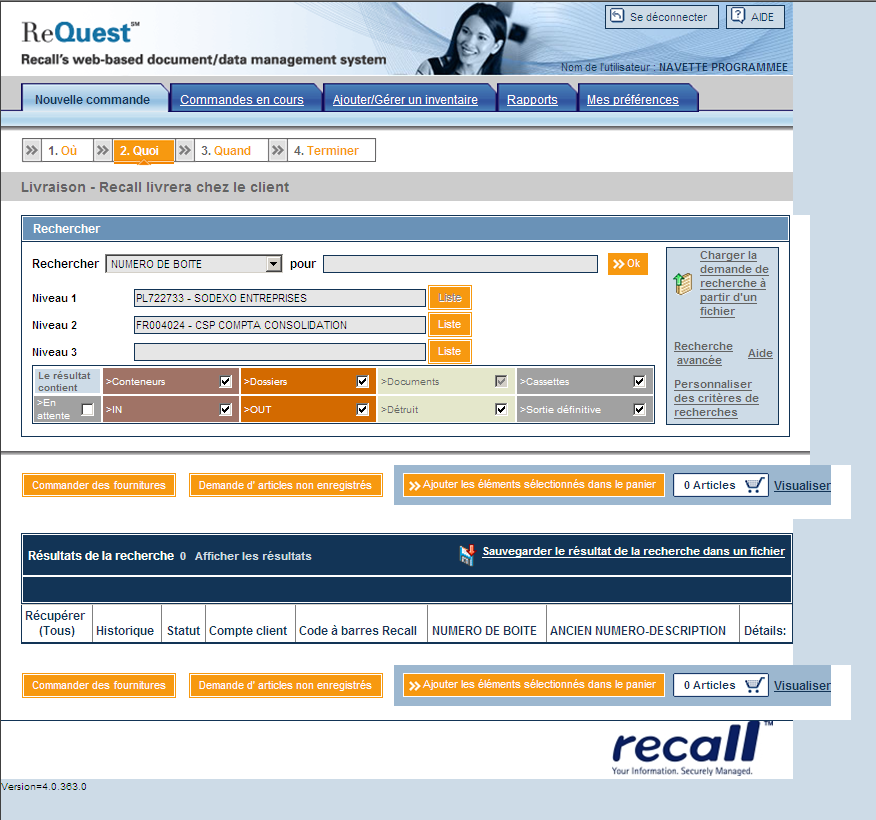 ReQuest SM
Se déconnecter
AIDE
Recall's web-based document/data management system
Nom de l'utilisateur : NAVETTE PROGRAMMEE
Nouvelle commande
Commandes en cours
Ajouter/Gérer un inventaire
Rapports
Mes préférences
1. Où
2. Quoi
3. Quand
4. Terminer
Livraison - Recall livrera chez le client
Rechercher
Rechercher NUMERO DE BOITE pour Ok
Niveau 1 PL722733 - SODEXO ENTREPRISES Liste
Niveau 2 FR004024 - CSP COMPTA CONSOLIDATION Liste
Niveau 3 Liste
Le résultat
contient
>Conteneurs
>Dossiers
>Documents
>Cassettes
>En
attente
>IN
>OUT
>Détruit
>Sortie définitive
Charger la
demande de
recherche à
partir d'un
fichier
Recherche
avancée
Aide
Personnaliser
des critères de
recherches
Commander des fournitures
Demande d' articles non enregistrés
Ajouter les éléments sélectionnés dans le panier
0 Articles
Visualiser
Résultats de la recherche 0 Afficher les résultats
Sauvegarder le résultat de la recherche dans un fichier
Récupérer
(Tous)
Historique
Statut
Compte client
Code à barres Recall
NUMERO DE BOITE
ANCIEN NUMERO-DESCRIPTION
Détails:
Commander des fournitures
Demande d' articles non enregistrés
Ajouter les éléments sélectionnés dans le panier
0 Articles
Visualiser
recall™
Your Information. Securely Managed.
Version=4.0.363.0